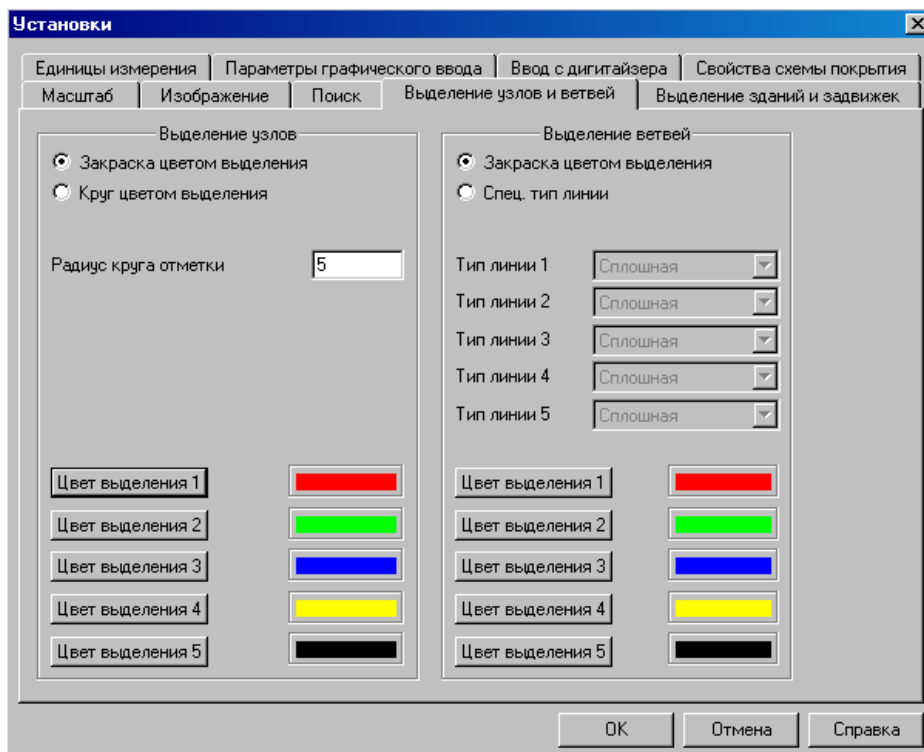 Установки
Единицы измерения Параметры графического ввода Ввод с дигитайзера Свойства схемы покрытия
Масштаб Изображение Поиск Выделение узлов и ветвей Выделение зданий и задвижек
Выделение узлов
Закраска цветом выделения
Круг цветом выделения
Радиус круга отметки 5
Цвет выделения 1
Цвет выделения 2
Цвет выделения 3
Цвет выделения 4
Цвет выделения 5
Выделение ветвей
Закраска цветом выделения
Спец. тип линии
Тип линии 1 Сплошная
Тип линии 2 Сплошная
Тип линии 3 Сплошная
Тип линии 4 Сплошная
Тип линии 5 Сплошная
Цвет выделения 1
Цвет выделения 2
Цвет выделения 3
Цвет выделения 4
Цвет выделения 5
OK Отмена Справка